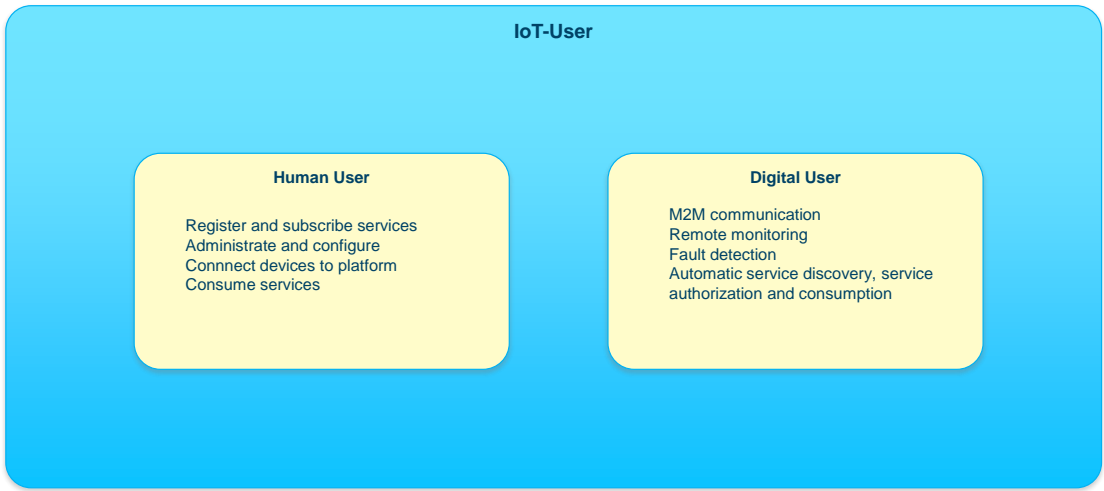 IoT-User
Human User
Register and subscribe services
Administrate and configure
Connnect devices to platform
Consume services
Digital User
M2M communication
Remote monitoring
Fault detection
Automatic service discovery, service
authorization and consumption